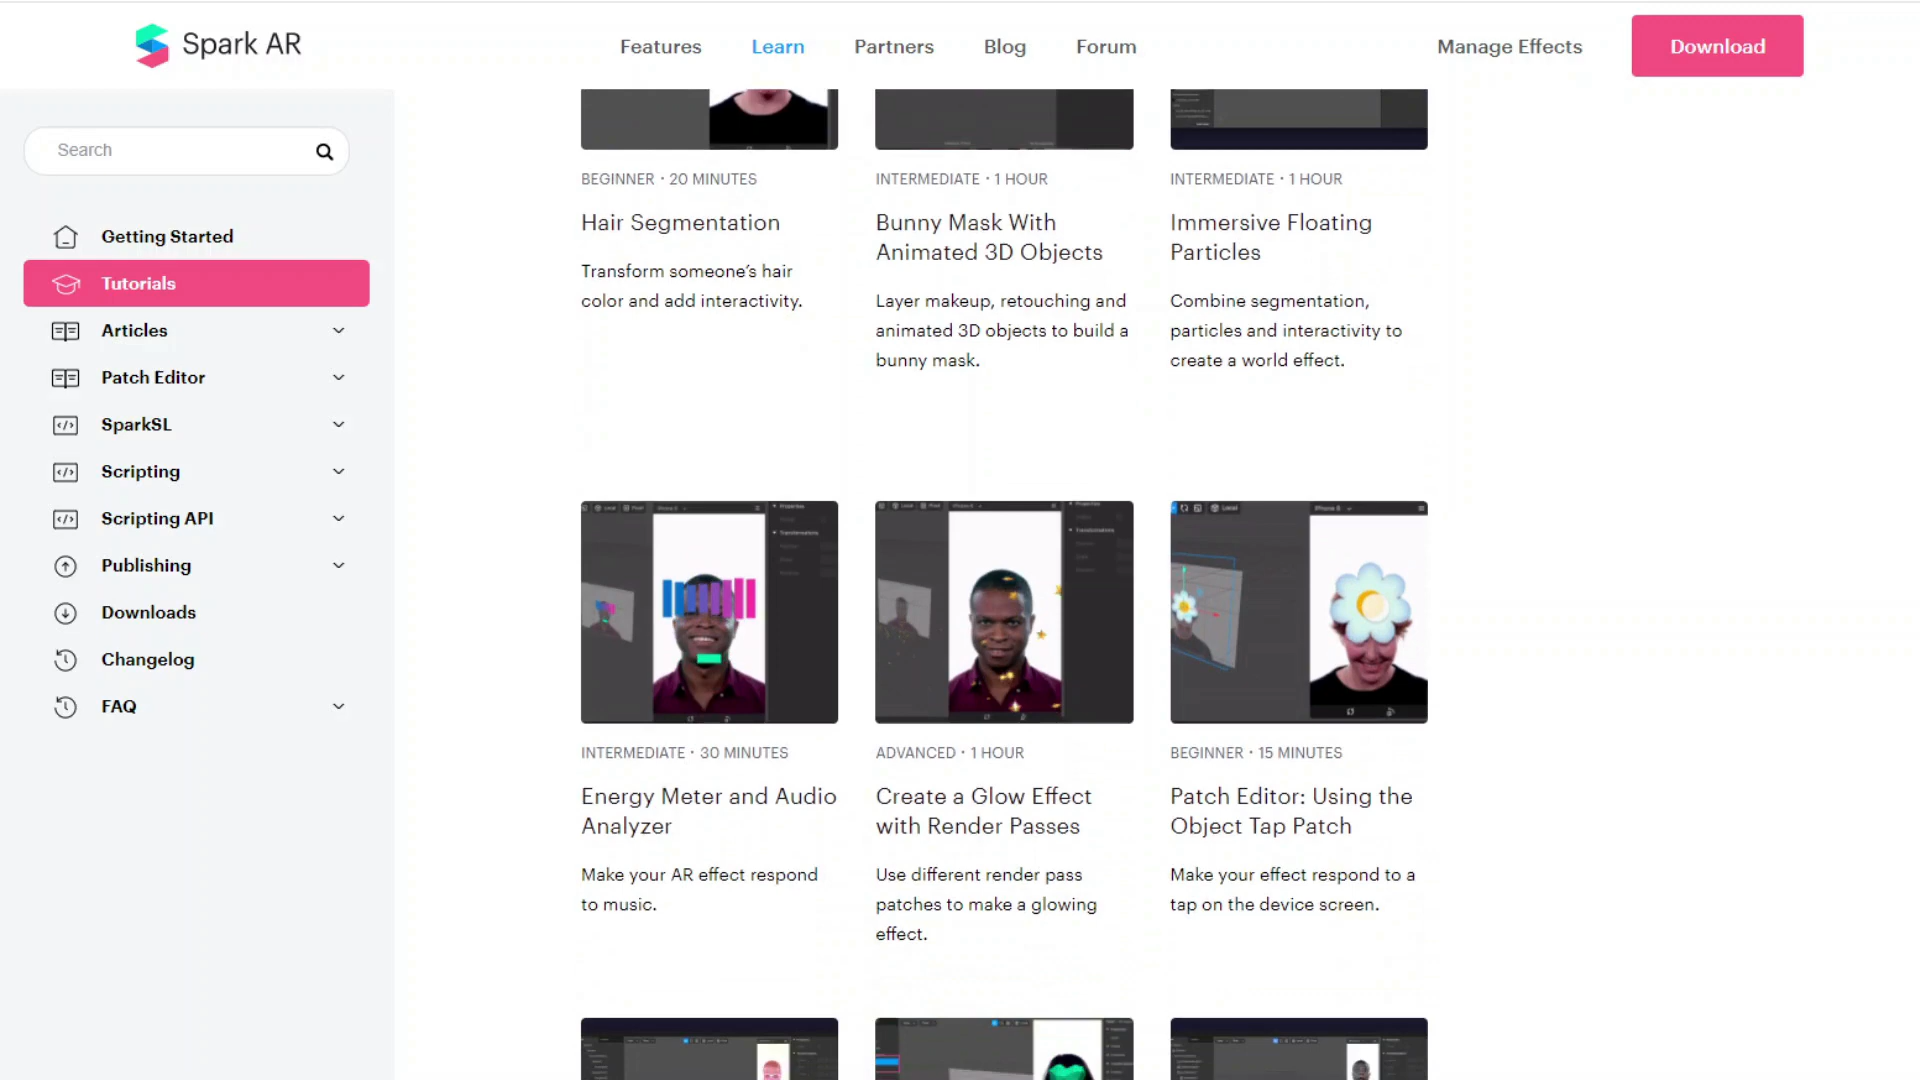 Spark AR
Features
Learn
Partners
Blog
Forum
Manage Effects
Download
Search
Getting Started
Tutorials
Articles
Patch Editor
SparkSL
Scripting
Scripting API
Publishing
Downloads
Changelog
FAQ
BEGINNER · 20 MINUTES
Hair Segmentation
Transform someone’s hair
color and add interactivity.
INTERMEDIATE · 1 HOUR
Bunny Mask With
Animated 3D Objects
Layer makeup, retouching and
animated 3D objects to build a
bunny mask.
INTERMEDIATE · 1 HOUR
Immersive Floating
Particles
Combine segmentation,
particles and interactivity to
create a world effect.
INTERMEDIATE · 30 MINUTES
Energy Meter and Audio
Analyzer
Make your AR effect respond
to music.
ADVANCED · 1 HOUR
Create a Glow Effect
with Render Passes
Use different render pass
patches to make a glowing
effect.
BEGINNER · 15 MINUTES
Patch Editor: Using the
Object Tap Patch
Make your effect respond to a
tap on the device screen.